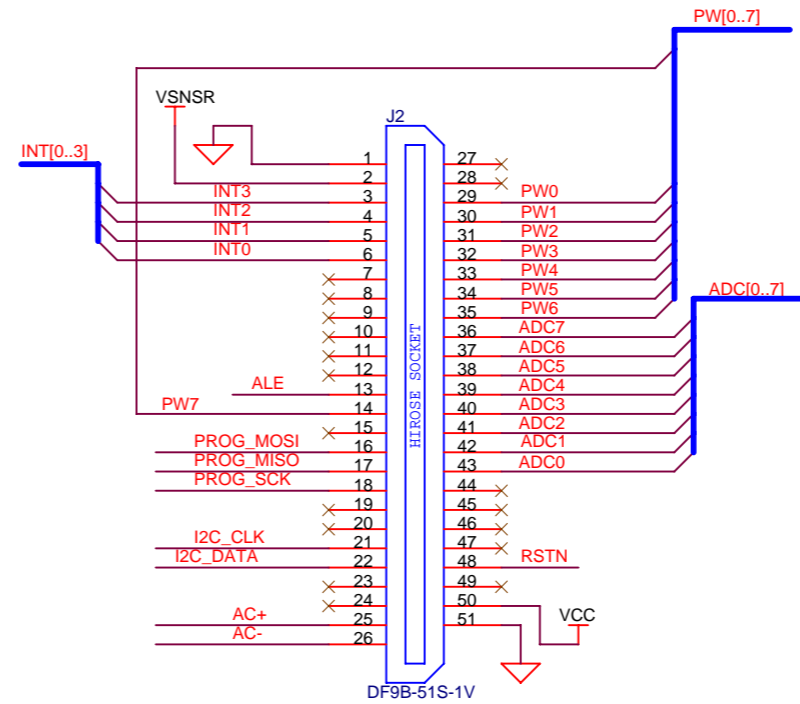 PW[0..7]
VSNSR
J2
INT[0..3]
1 27
2 28
INT3 3 29 PW0
INT2 4 30 PW1
INT1 5 31 PW2
INT0 6 32 PW3
7 33 PW4
8 34 PW5
9 35 PW6
ADC[0..7]
10 36 ADC7
11 37 ADC6
12 38 ADC5
ALE 13 39 ADC4
PW7 14 40 ADC3
15 41 ADC2
PROG_MOSI 16 42 ADC1
PROG_MISO 17 43 ADC0
PROG_SCK 18 44
19 45
20 46
I2C_CLK 21 47
I2C_DATA 22 48 RSTN
23 49
24 50
VCC
AC+ 25 51
AC- 26
HIROSE SOCKET
DF9B-51S-1V